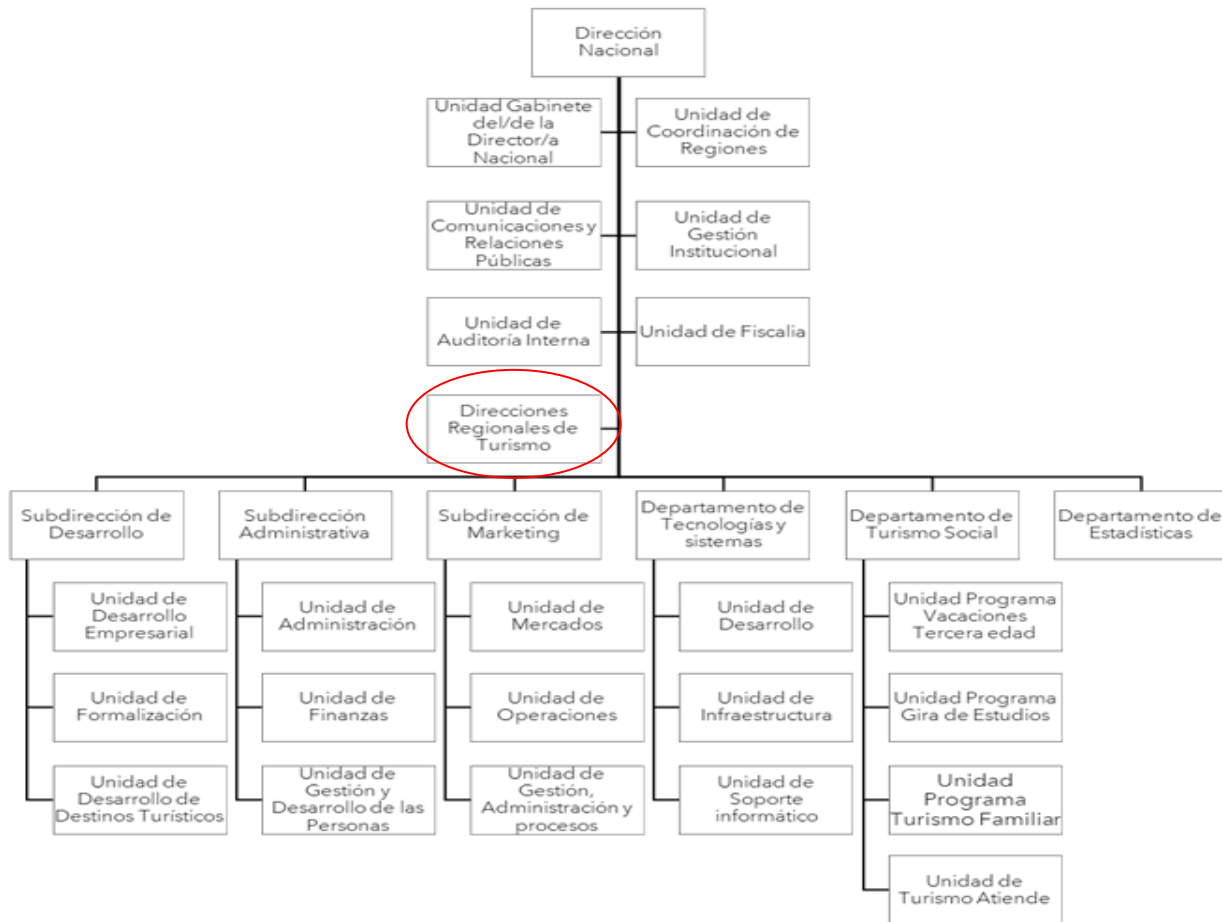 Dirección
Nacional
Unidad Gabinete
del/de la
Director/a
Nacional
Unidad de
Coordinación de
Regiones
Unidad de
Comunicaciones y
Relaciones
Públicas
Unidad de
Gestión
Institucional
Unidad de
Auditoría Interna
Unidad de Fiscalia
Direcciones
Regionales de
Turismo
Subdirección de
Desarrollo
Subdirección
Administrativa
Subdirección de
Marketing
Departamento de
Tecnologías y
sistemas
Departamento de
Turismo Social
Departamento de
Estadísticas
Unidad de
Desarrollo
Empresarial
Unidad de
Administración
Unidad de
Mercados
Unidad de
Desarrollo
Unidad Programa
Vacaciones
Tercera edad
Unidad de
Formalización
Unidad de
Finanzas
Unidad de
Operaciones
Unidad de
Infraestructura
Unidad Programa
Gira de Estudios
Unidad de
Desarrollo de
Destinos Turísticos
Unidad de
Gestión y
Desarrollo de las
Personas
Unidad de
Gestión,
Administración y
procesos
Unidad de
Soporte
informático
Unidad
Programa
Turismo Familiar
Unidad de
Turismo Atiende